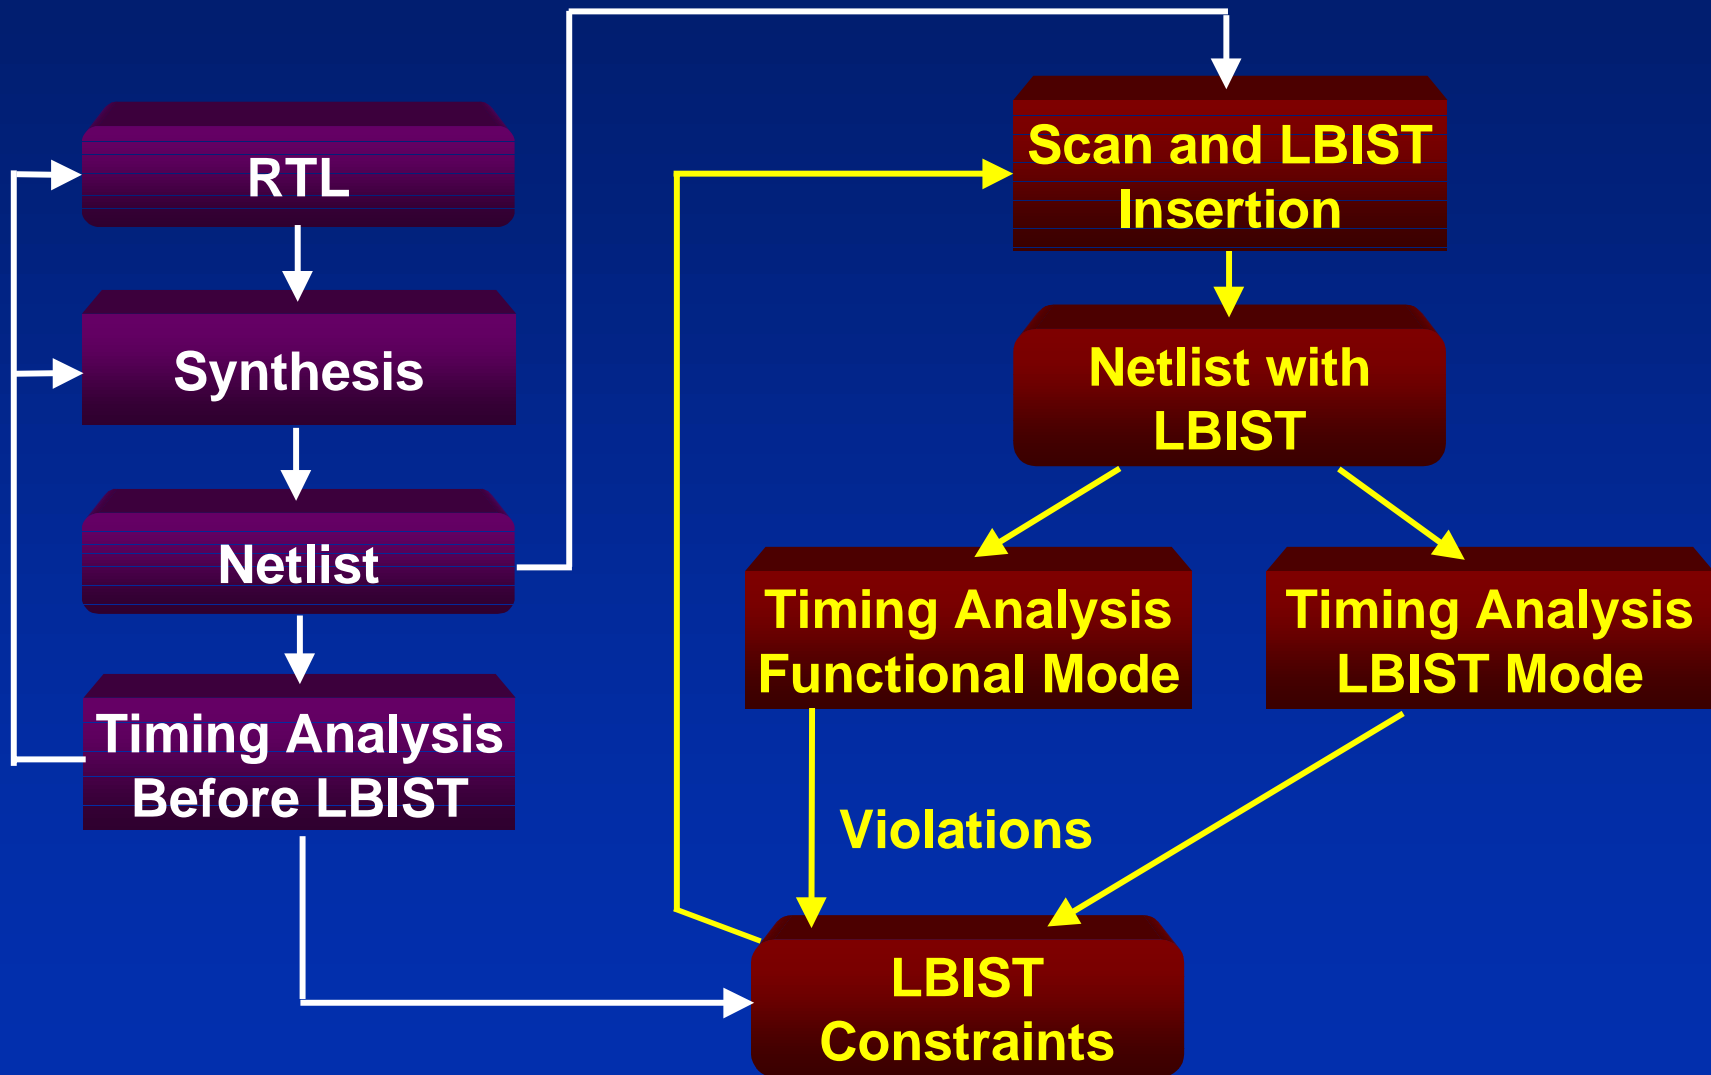 RTL
Synthesis
Netlist
Timing Analysis
Before LBIST
Scan and LBIST
Insertion
Netlist with
LBIST
Timing Analysis
Functional Mode
Timing Analysis
LBIST Mode
Violations
LBIST
Constraints